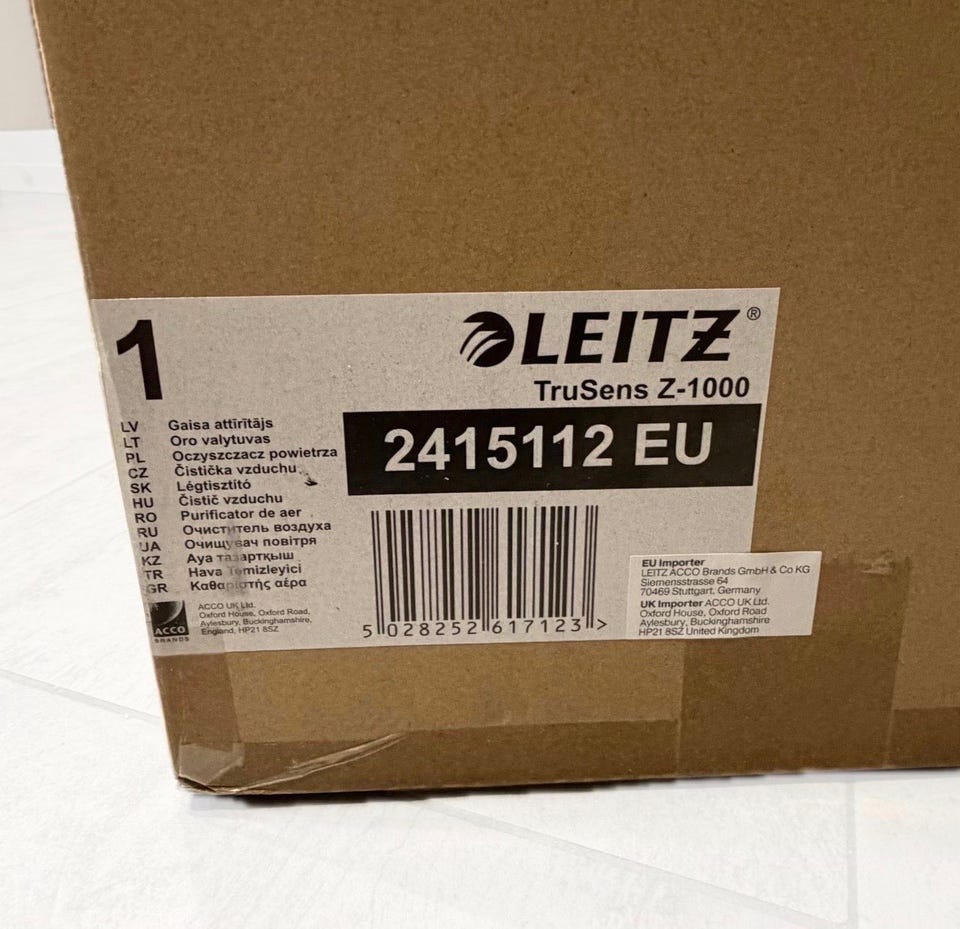 1
LEITZ®
TruSens Z-1000
2415112 EU
LV Gaisa attīrītājs
LT Oro valytuvas
PL Oczyszczacz powietrza
CZ Čistička vzduchu
SK Légtisztító
HU Čistič vzduchu
RO Purificator de aer
RU Очиститель воздуха
UA Очищувач повітря
KZ Ауа тазартқыш
TR Hava Temizleyici
GR Καθαριστής αέρα
ACCO
BRANDS
ACCO UK Ltd.
Oxford House, Oxford Road,
Aylesbury, Buckinghamshire,
England, HP21 8SZ
5 028252 617123 >
EU Importer
LEITZ ACCO Brands GmbH & Co KG
Siemensstrasse 64
70469 Stuttgart, Germany
UK Importer ACCO UK Ltd.
Oxford House, Oxford Road
Aylesbury, Buckinghamshire
HP21 8SZ United Kingdom